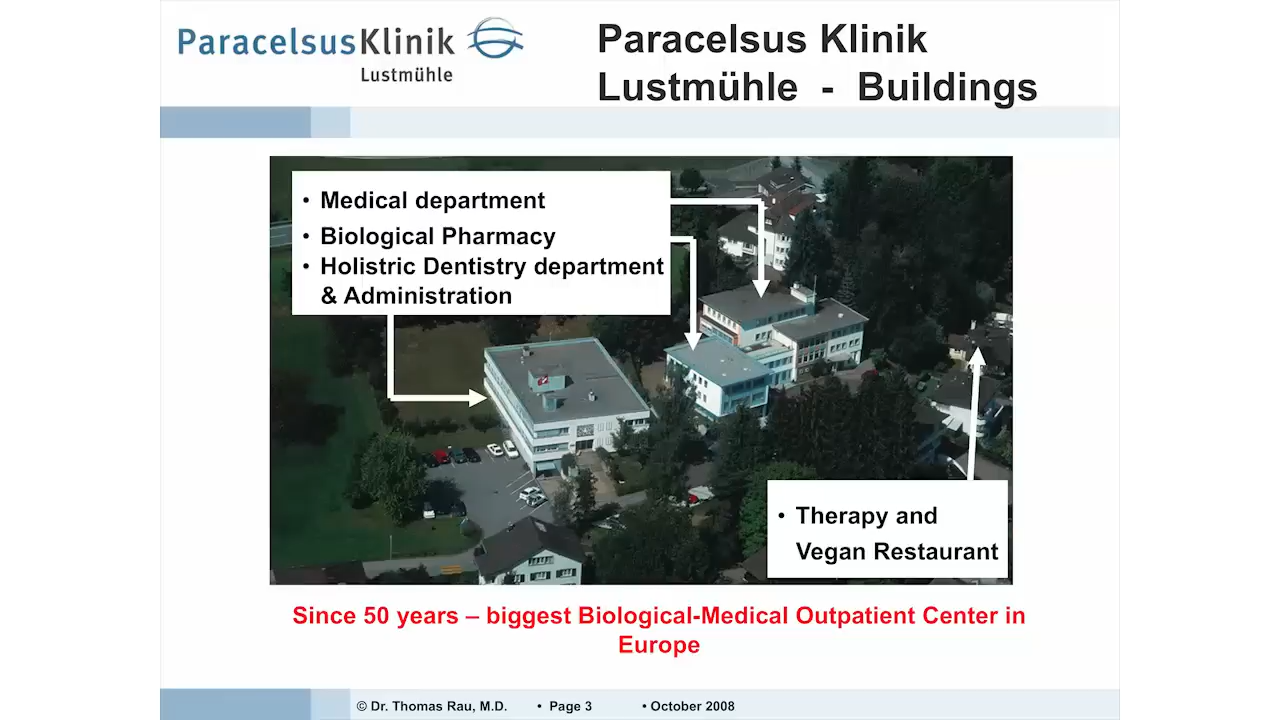 ParacelsusKlinik
Lustmühle
Paracelsus Klinik
Lustmühle - Buildings
• Medical department
• Biological Pharmacy
• Holistric Dentistry department
& Administration
• Therapy and
Vegan Restaurant
Since 50 years – biggest Biological-Medical Outpatient Center in
Europe
© Dr. Thomas Rau, M.D. • Page 3 • October 2008